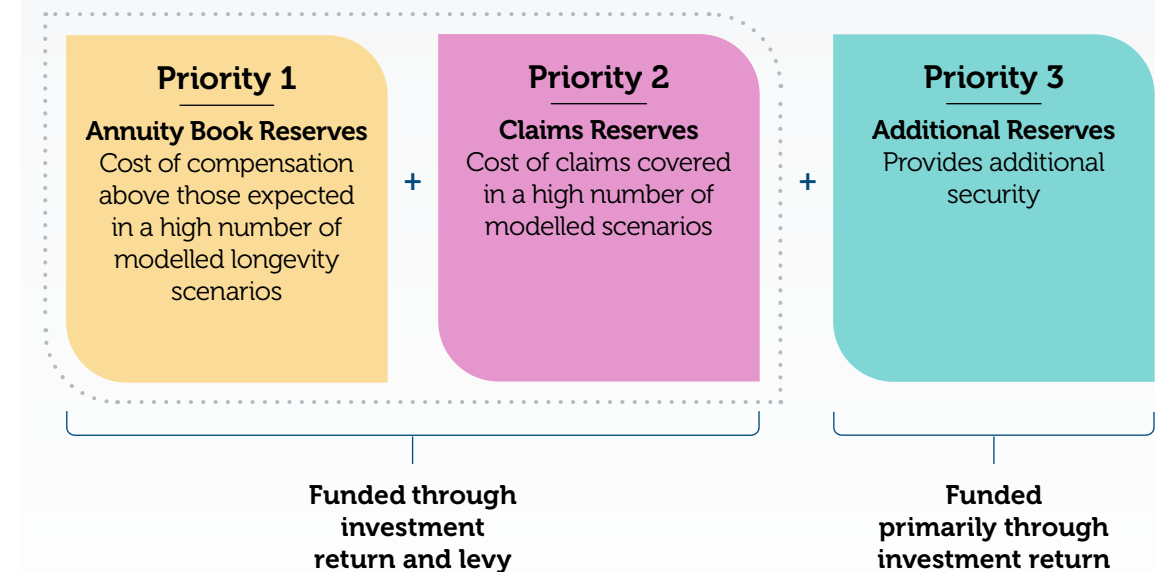 Priority 1
Annuity Book Reserves
Cost of compensation
above those expected
in a high number of
modelled longevity
scenarios
+
Priority 2
Claims Reserves
Cost of claims covered
in a high number of
modelled scenarios
+
Priority 3
Additional Reserves
Provides additional
security
Funded through
investment
return and levy
Funded
primarily through
investment return